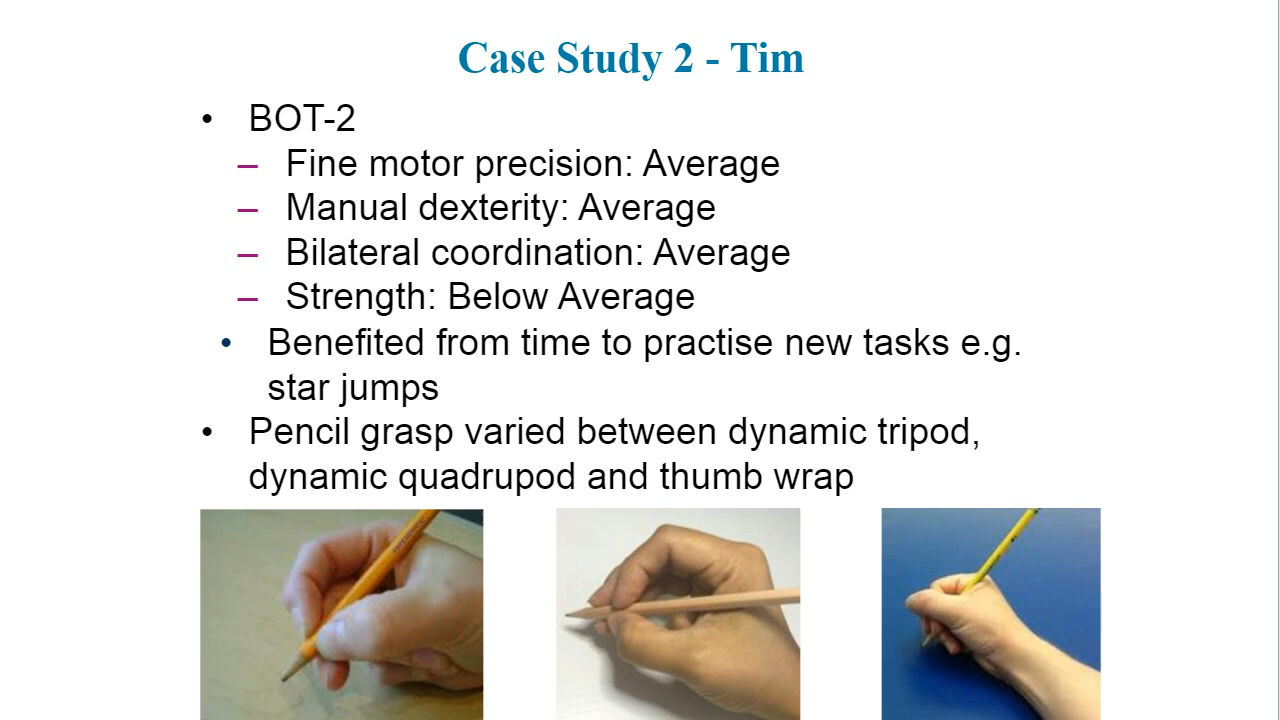 Case Study 2 - Tim
• BOT-2
– Fine motor precision: Average
– Manual dexterity: Average
– Bilateral coordination: Average
– Strength: Below Average
• Benefited from time to practise new tasks e.g.
star jumps
• Pencil grasp varied between dynamic tripod,
dynamic quadrupod and thumb wrap